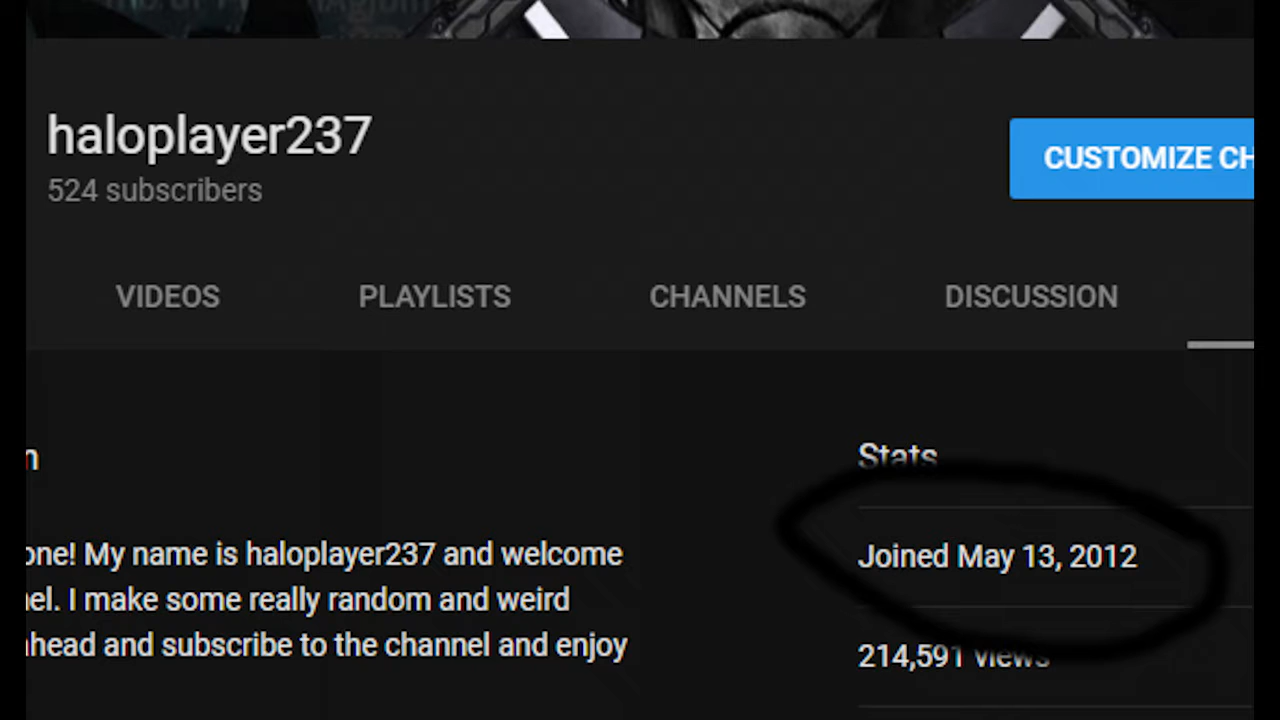 haloplayer237
524 subscribers
CUSTOMIZE CH
VIDEOS PLAYLISTS CHANNELS DISCUSSION
n
Stats
one! My name is haloplayer237 and welcome
Joined May 13, 2012
nel. I make some really random and weird
ahead and subscribe to the channel and enjoy
214,591 views